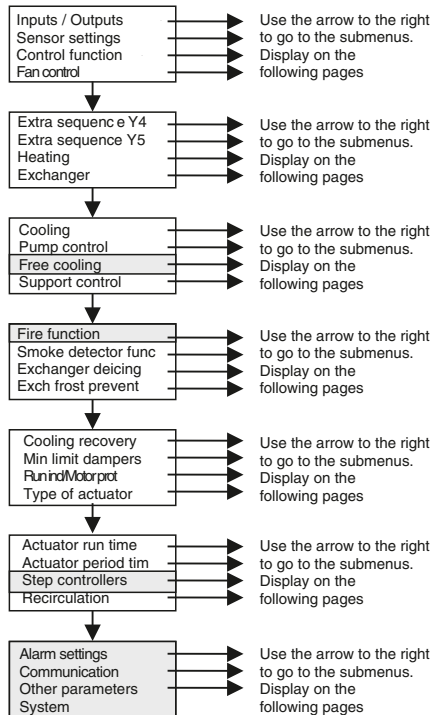 Inputs / Outputs
Sensor settings
Control function
Fan control
Use the arrow to the right
to go to the submenus.
Display on the
following pages
Extra sequence Y4
Extra sequence Y5
Heating
Exchanger
Use the arrow to the right
to go to the submenus.
Display on the
following pages
Cooling
Pump control
Free cooling
Support control
Use the arrow to the right
to go to the submenus.
Display on the
following pages
Fire function
Smoke detector func
Exchanger deicing
Exch frost prevent
Use the arrow to the right
to go to the submenus.
Display on the
following pages
Cooling recovery
Min limit dampers
Run ind/Motor prot
Type of actuator
Use the arrow to the right
to go to the submenus.
Display on the
following pages
Actuator run time
Actuator period tim
Step controllers
Recirculation
Use the arrow to the right
to go to the submenus.
Display on the
following pages
Alarm settings
Communication
Other parameters
System
Use the arrow to the right
to go to the submenus.
Display on the
following pages